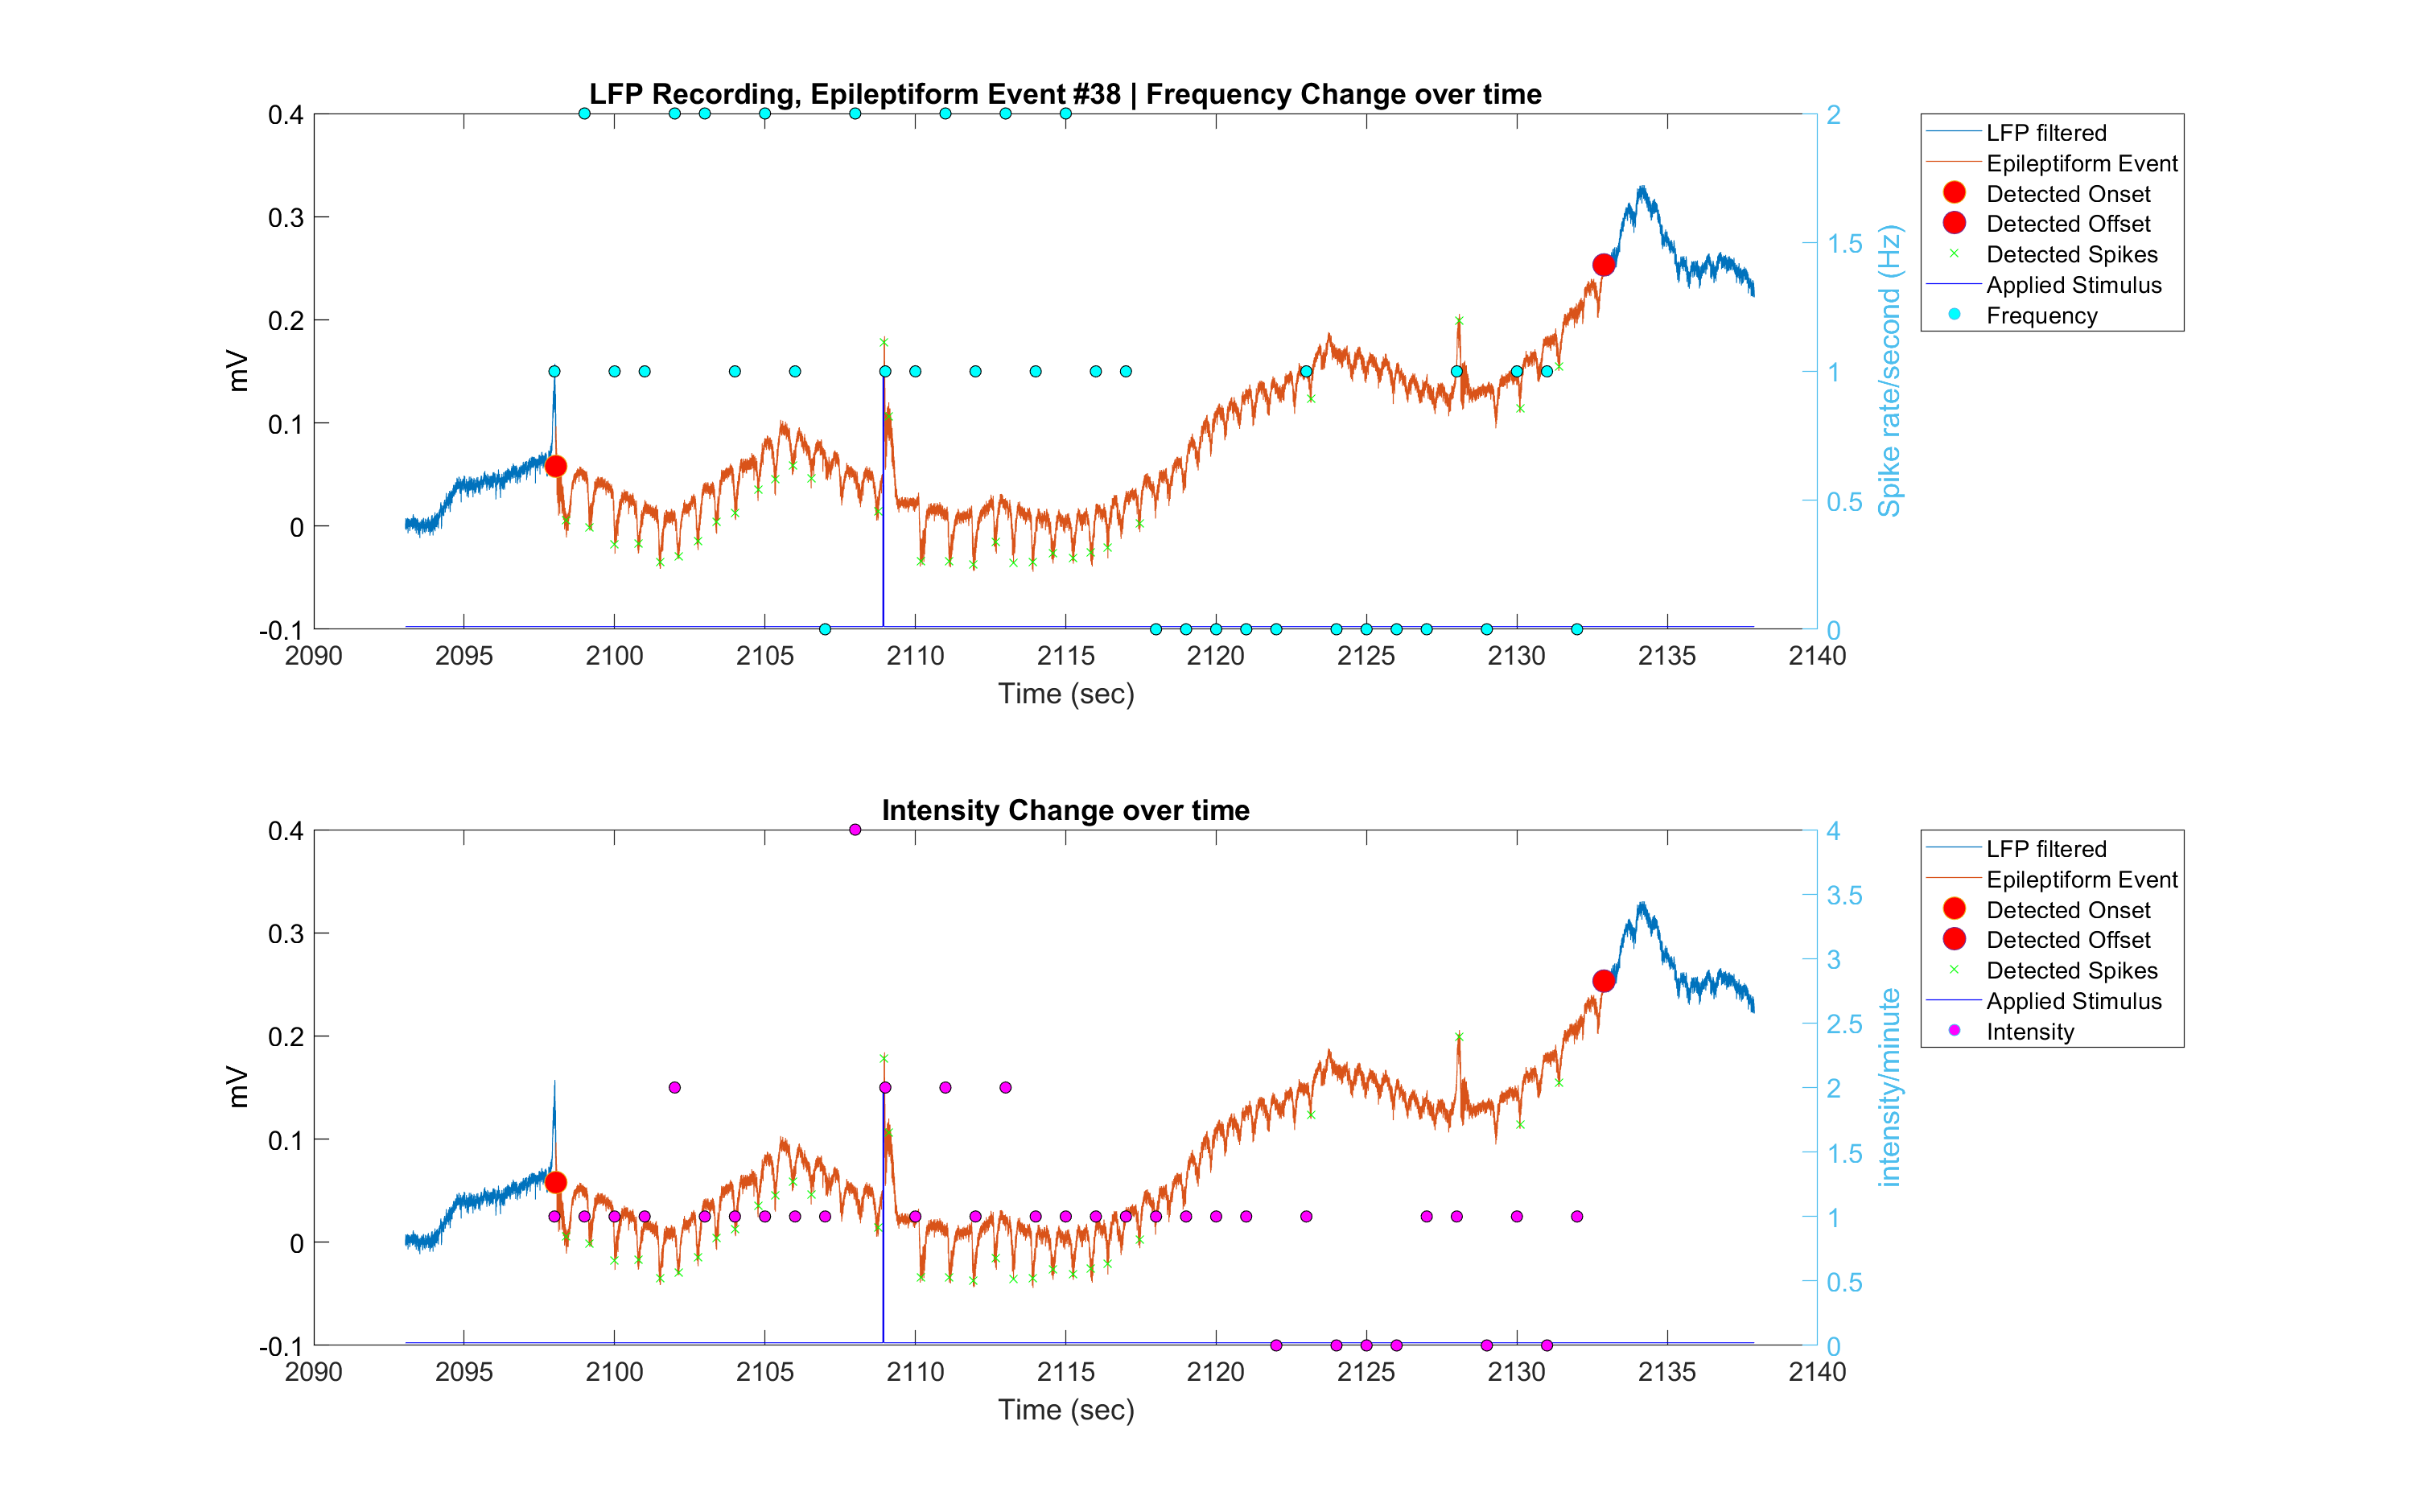 LFP Recording, Epileptiform Event #38 | Frequency Change over time
0.4
0.3
0.2
0.1
0
-0.1
mV
2
1.5
1
0.5
0
Spike rate/second (Hz)
2090 2095 2100 2105 2110 2115 2120 2125 2130 2135 2140
Time (sec)
LFP filtered
Epileptiform Event
Detected Onset
Detected Offset
Detected Spikes
Applied Stimulus
Frequency
Intensity Change over time
0.4
0.3
0.2
0.1
0
-0.1
mV
4
3.5
3
2.5
2
1.5
1
0.5
0
intensity/minute
2090 2095 2100 2105 2110 2115 2120 2125 2130 2135 2140
Time (sec)
LFP filtered
Epileptiform Event
Detected Onset
Detected Offset
Detected Spikes
Applied Stimulus
Intensity